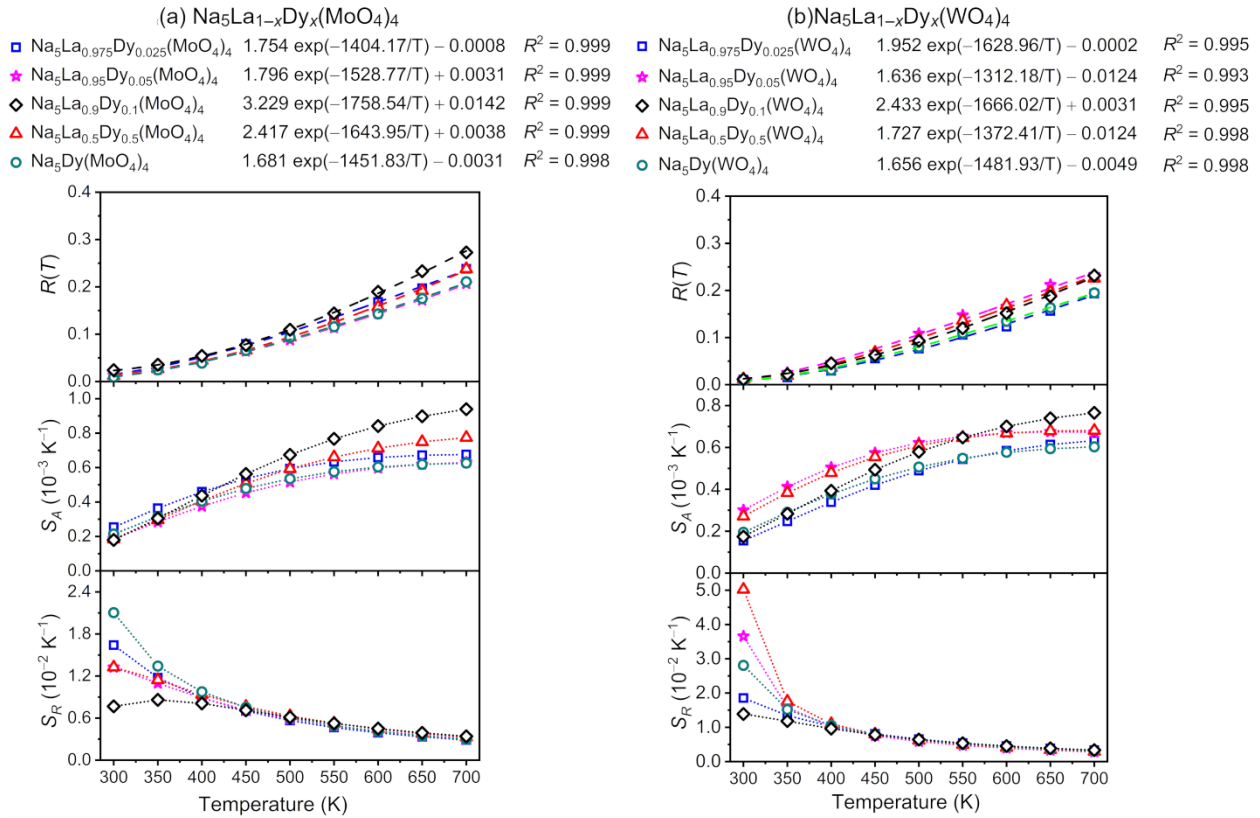 (a) Na₅La₁₋ₓDyₓ(MoO₄)₄
Na₅La₀.₉₇₅Dy₀.₀₂₅(MoO₄)₄ 1.754 exp(−1404.17/T) − 0.0008 R² = 0.999
Na₅La₀.₉₅Dy₀.₀₅(MoO₄)₄ 1.796 exp(−1528.77/T) + 0.0031 R² = 0.999
Na₅La₀.₉Dy₀.₁(MoO₄)₄ 3.229 exp(−1758.54/T) + 0.0142 R² = 0.999
Na₅La₀.₅Dy₀.₅(MoO₄)₄ 2.417 exp(−1643.95/T) + 0.0038 R² = 0.999
Na₅Dy(MoO₄)₄ 1.681 exp(−1451.83/T) − 0.0031 R² = 0.998
R(T)
0.4
0.3
0.2
0.1
0.0
S_A (10⁻³ K⁻¹)
1.0
0.8
0.6
0.4
0.2
0.0
S_R (10⁻² K⁻¹)
2.4
1.8
1.2
0.6
0.0
300 350 400 450 500 550 600 650 700
Temperature (K)
(b)Na₅La₁₋ₓDyₓ(WO₄)₄
Na₅La₀.₉₇₅Dy₀.₀₂₅(WO₄)₄ 1.952 exp(−1628.96/T) − 0.0002 R² = 0.995
Na₅La₀.₉₅Dy₀.₀₅(WO₄)₄ 1.636 exp(−1312.18/T) − 0.0124 R² = 0.993
Na₅La₀.₉Dy₀.₁(WO₄)₄ 2.433 exp(−1666.02/T) + 0.0031 R² = 0.995
Na₅La₀.₅Dy₀.₅(WO₄)₄ 1.727 exp(−1372.41/T) − 0.0124 R² = 0.998
Na₅Dy(WO₄)₄ 1.656 exp(−1481.93/T) − 0.0049 R² = 0.998
R(T)
0.4
0.3
0.2
0.1
0.0
S_A (10⁻³ K⁻¹)
0.8
0.6
0.4
0.2
0.0
S_R (10⁻² K⁻¹)
5.0
4.0
3.0
2.0
1.0
0.0
300 350 400 450 500 550 600 650 700
Temperature (K)